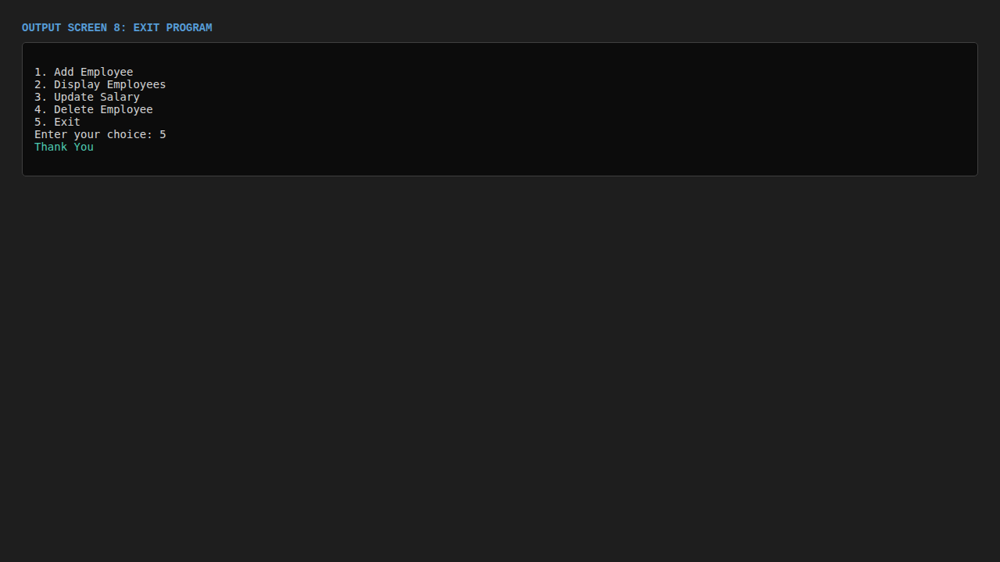 OUTPUT SCREEN 8: EXIT PROGRAM
1. Add Employee
2. Display Employees
3. Update Salary
4. Delete Employee
5. Exit
Enter your choice: 5
Thank You